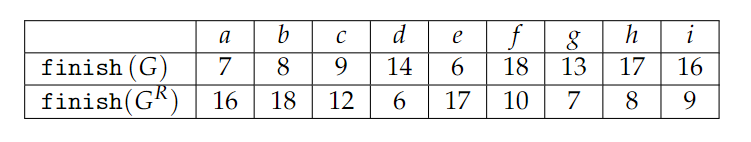 a b c d e f g h i
finish (G) 7 8 9 14 6 18 13 17 16
finish(G^R) 16 18 12 6 17 10 7 8 9